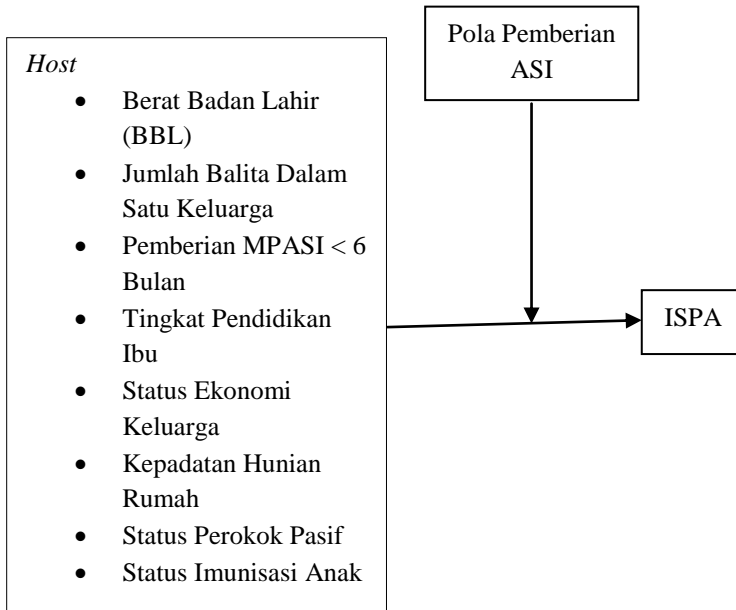 Pola Pemberian
ASI
Host
• Berat Badan Lahir
(BBL)
• Jumlah Balita Dalam
Satu Keluarga
• Pemberian MPASI < 6
Bulan
• Tingkat Pendidikan
Ibu
• Status Ekonomi
Keluarga
• Kepadatan Hunian
Rumah
• Status Perokok Pasif
• Status Imunisasi Anak
ISPA